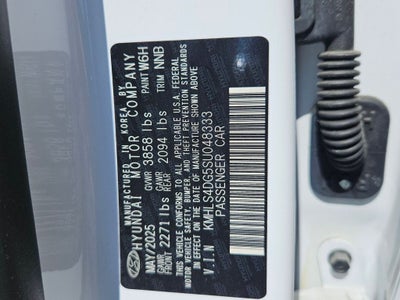 MANUFACTURED IN KOREA BY
HYUNDAI MOTOR COMPANY
MAY/2025 GVWR 3858 lbs PAINT W6H
GAWR FRONT 2271 lbs GAWR REAR 2094 lbs TRIM NNB
THIS VEHICLE CONFORMS TO ALL APPLICABLE U.S.A. FEDERAL
MOTOR VEHICLE SAFETY, BUMPER, AND THEFT PREVENTION STANDARDS
IN EFFECT ON THE DATE OF MANUFACTURE SHOWN ABOVE.
V.I.N KMHLS4DG5SU048333
PASSENGER CAR